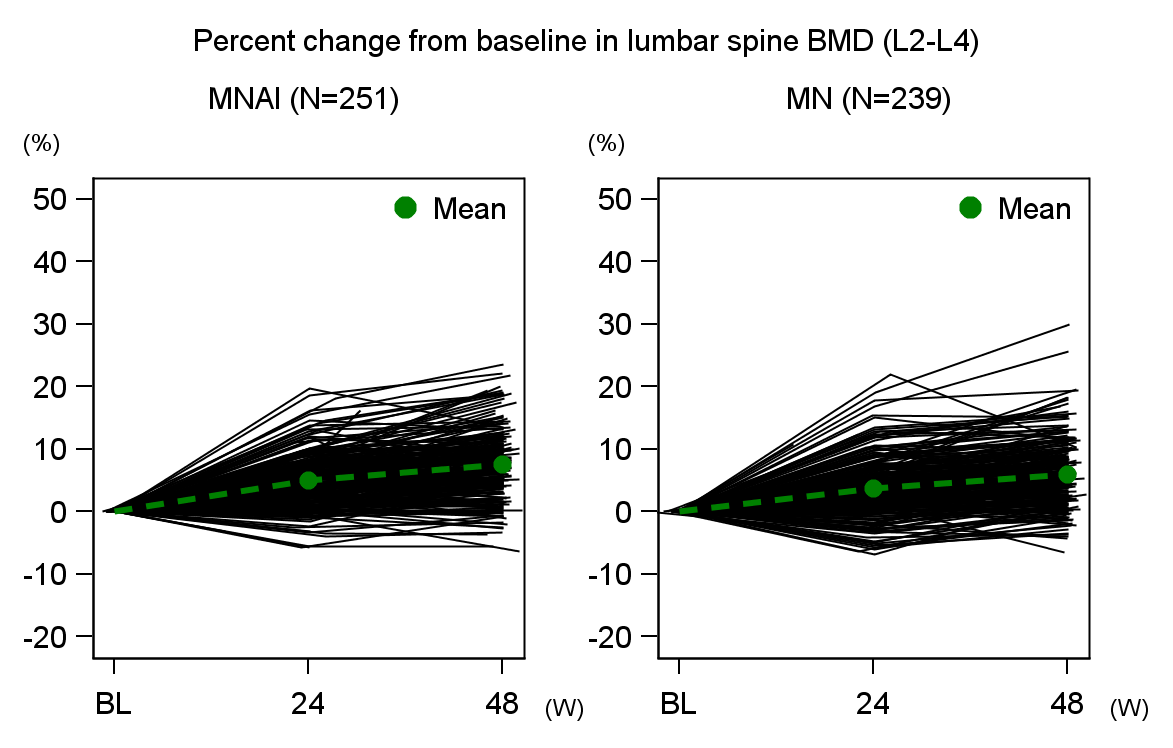 Percent change from baseline in lumbar spine BMD (L2-L4)
MNAI (N=251)
MN (N=239)
(%)
(%)
Mean
Mean
50
40
30
20
10
0
-10
-20
50
40
30
20
10
0
-10
-20
BL 24 48 (W)
BL 24 48 (W)